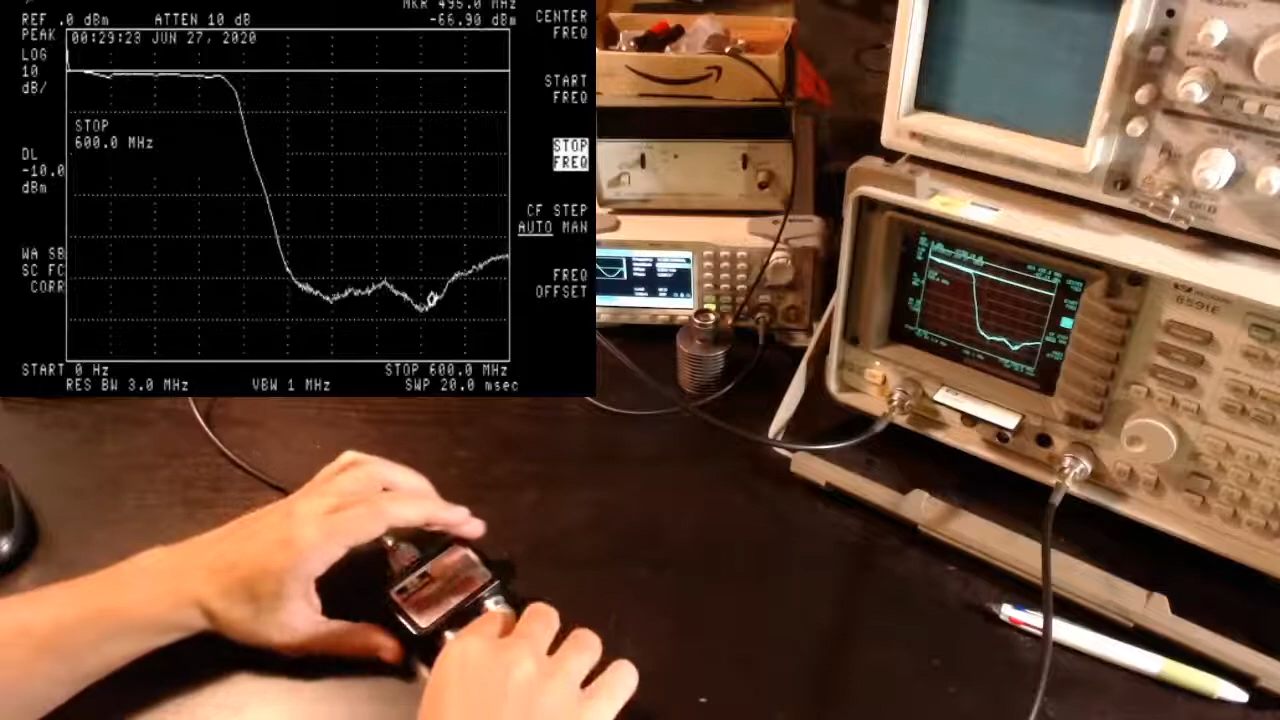 MKR 495.0 MHz
REF .0 dBm ATTEN 10 dB -66.90 dBm
PEAK
LOG
10
dB/
00:29:23 JUN 27, 2020
STOP
600.0 MHz
DL
-10.0
dBm
WA SB
SC FC
CORR
START 0 Hz STOP 600.0 MHz
RES BW 3.0 MHz VBW 1 MHz SWP 20.0 msec
CENTER
FREQ
START
FREQ
STOP
FREQ
CF STEP
AUTO MAN
FREQ
OFFSET
8591E